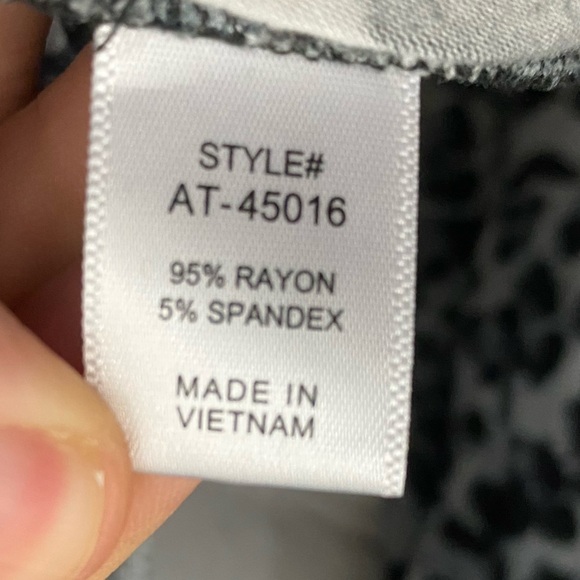 STYLE#
AT-45016
95% RAYON
5% SPANDEX
MADE IN
VIETNAM